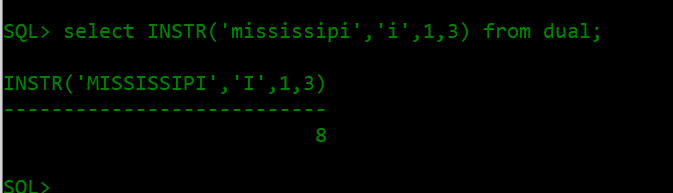 SQL> select INSTR('mississipi','i',1,3) from dual;
INSTR('MISSISSIPI','I',1,3)
---------------------------
8
SQL>